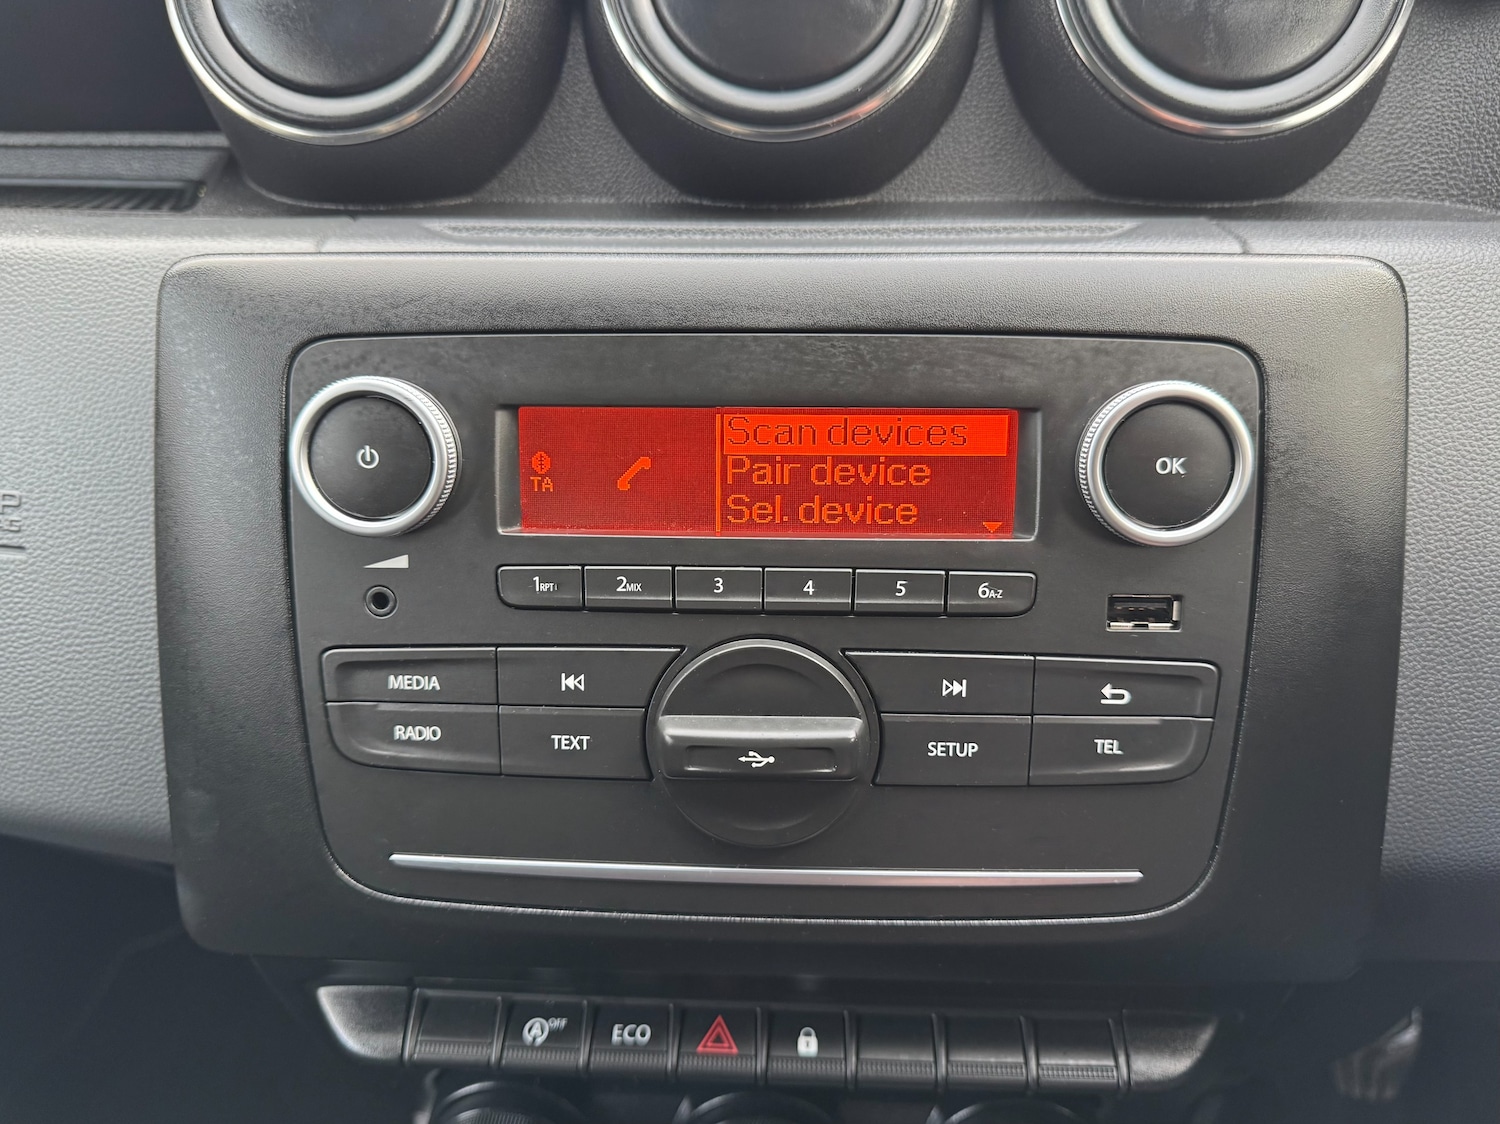 Scan devices
Pair device
TA
Sel. device
OK
1RPT 2MIX 3 4 5 6A-Z
MEDIA
RADIO TEXT SETUP TEL
A OFF ECO